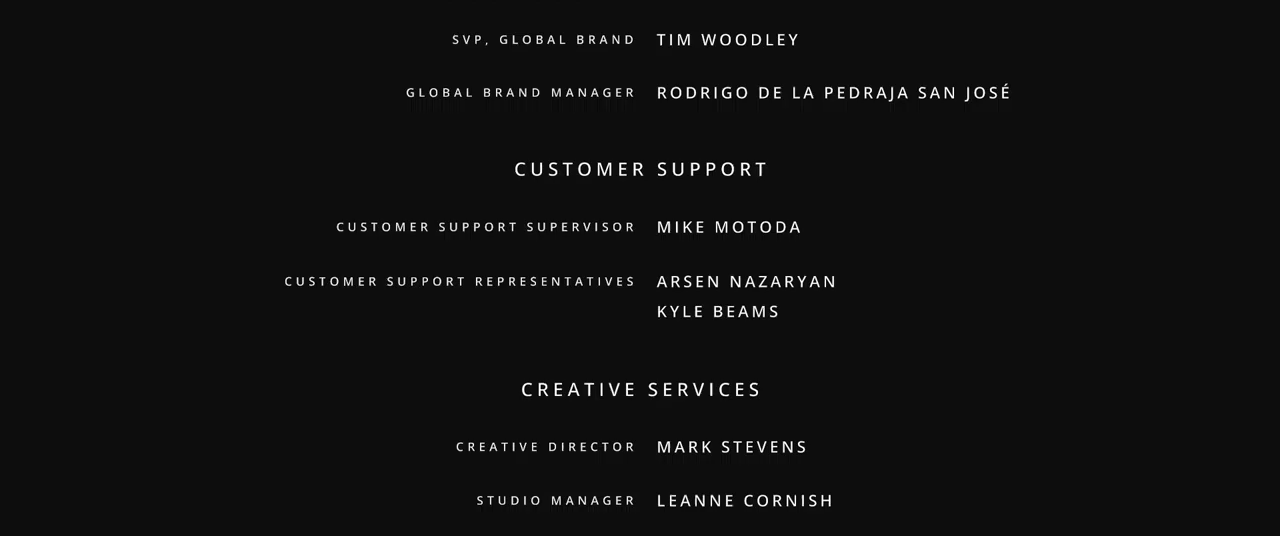 SVP, GLOBAL BRAND TIM WOODLEY
GLOBAL BRAND MANAGER RODRIGO DE LA PEDRAJA SAN JOSÉ
CUSTOMER SUPPORT
CUSTOMER SUPPORT SUPERVISOR MIKE MOTODA
CUSTOMER SUPPORT REPRESENTATIVES ARSEN NAZARYAN
KYLE BEAMS
CREATIVE SERVICES
CREATIVE DIRECTOR MARK STEVENS
STUDIO MANAGER LEANNE CORNISH